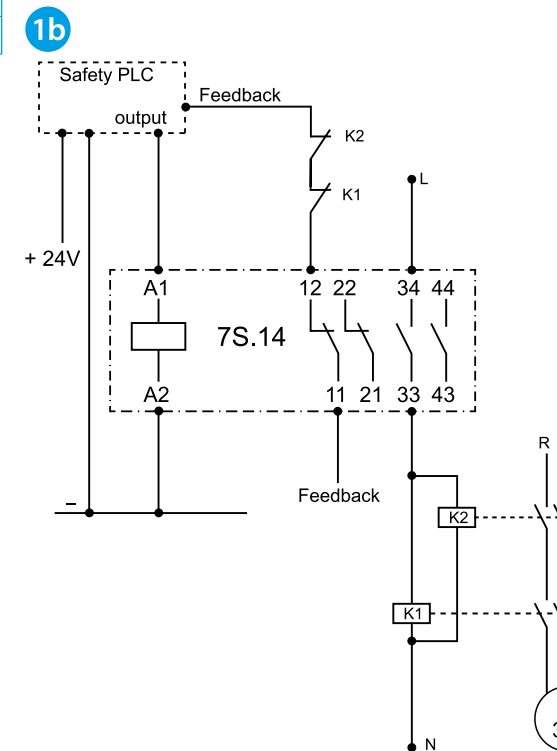 1b
Safety PLC
output
Feedback
K2
K1
L
+ 24V
A1
12 22
34 44
7S.14
A2
11 21
33 43
Feedback
R
–
K2
K1
3
N